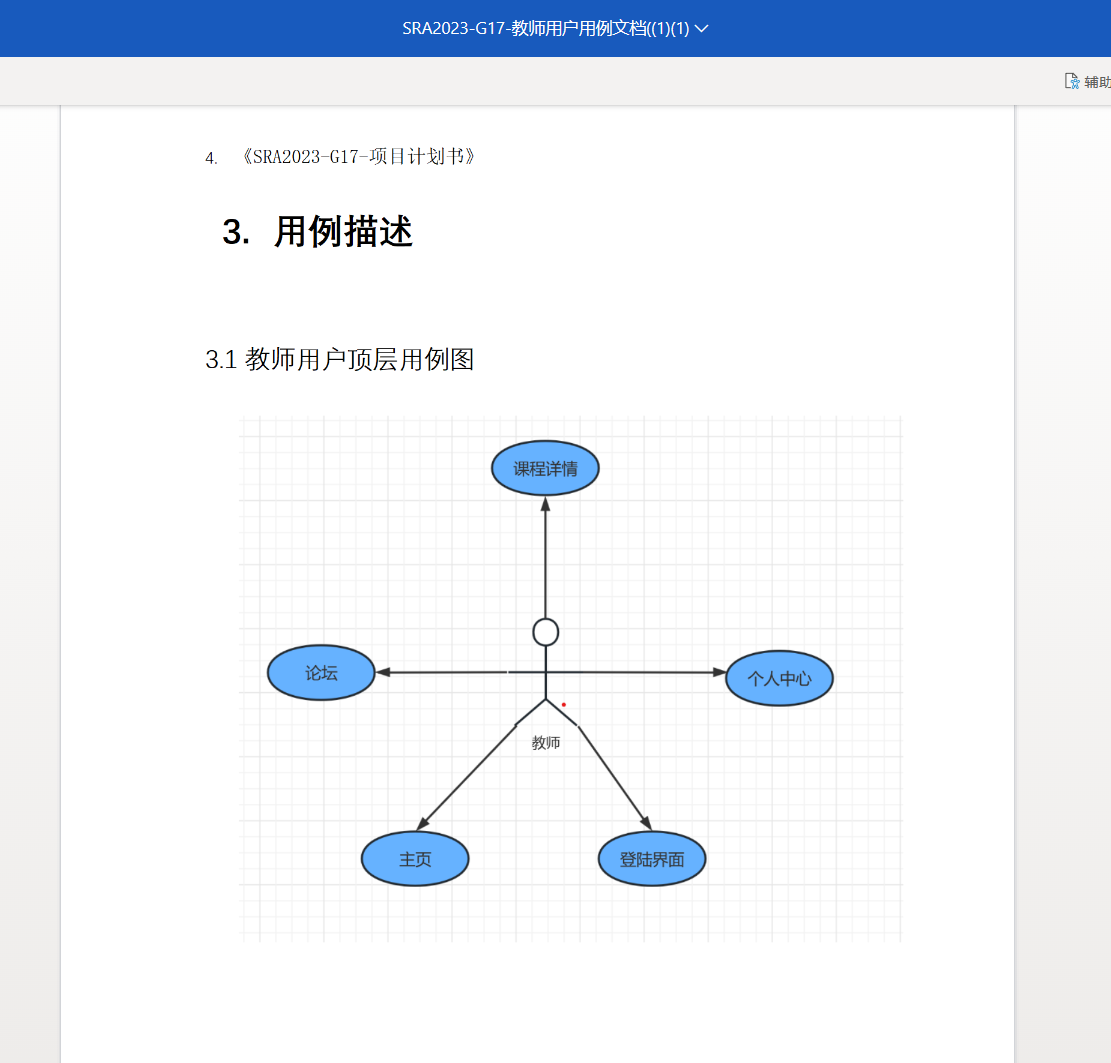 SRA2023-G17-教师用户用例文档((1)(1)
辅助
4. 《SRA2023-G17-项目计划书》
3. 用例描述
3.1 教师用户顶层用例图
课程详情
论坛
个人中心
教师
主页
登陆界面